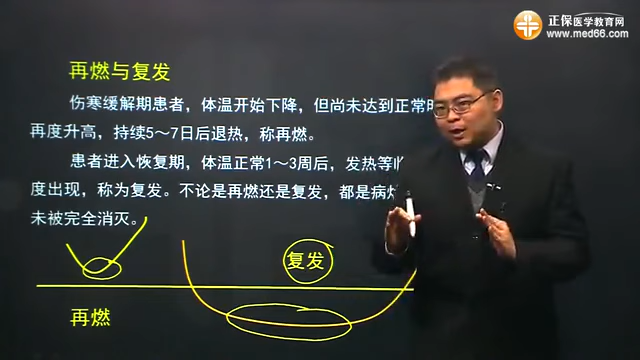 正保医学教育网
www.med66.com
再燃与复发
伤寒缓解期患者，体温开始下降，但尚未达到正常时
再度升高，持续5～7日后退热，称再燃。
患者进入恢复期，体温正常1～3周后，发热等
度出现，称为复发。不论是再燃还是复发，都是病
未被完全消灭。
复发
再燃